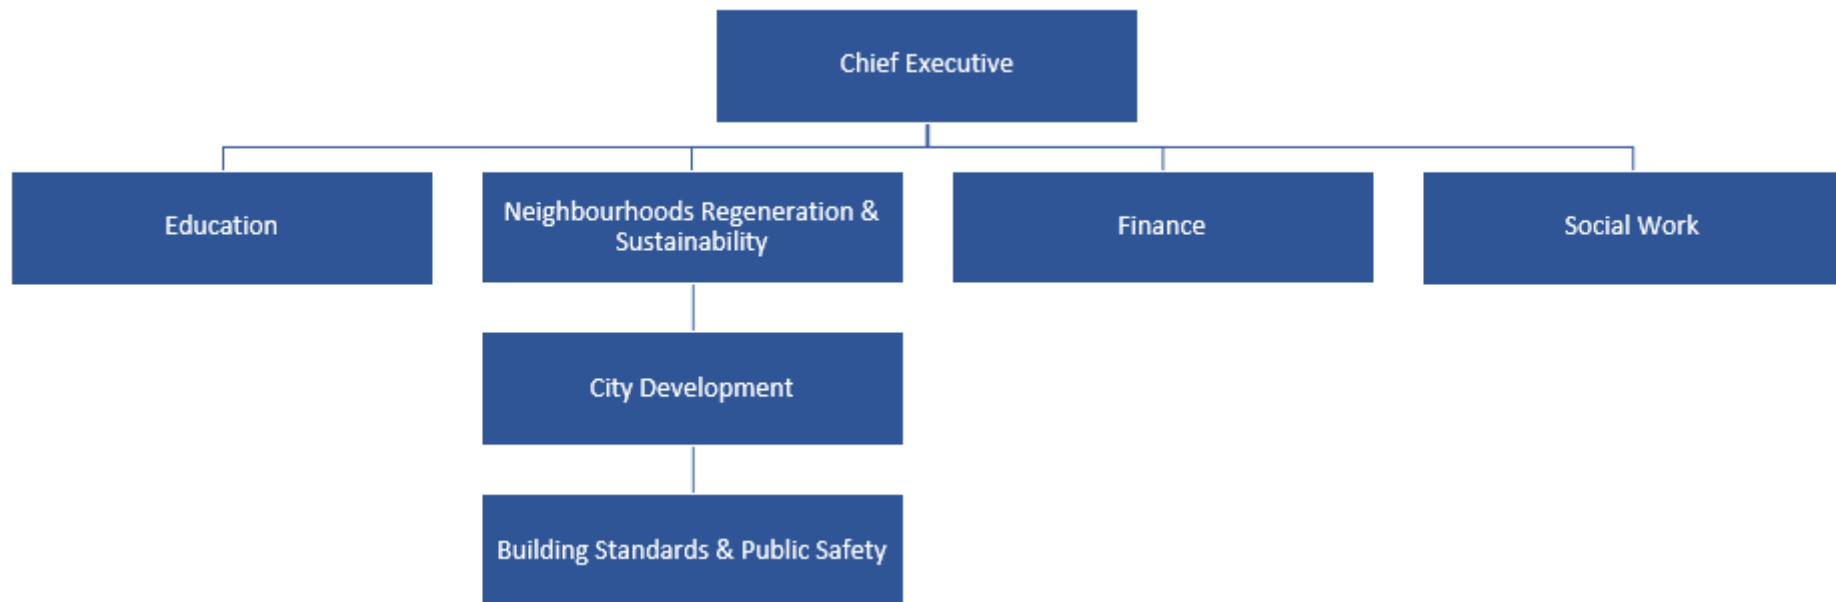 Chief Executive
Education
Neighbourhoods Regeneration &
Sustainability
Finance
Social Work
City Development
Building Standards & Public Safety